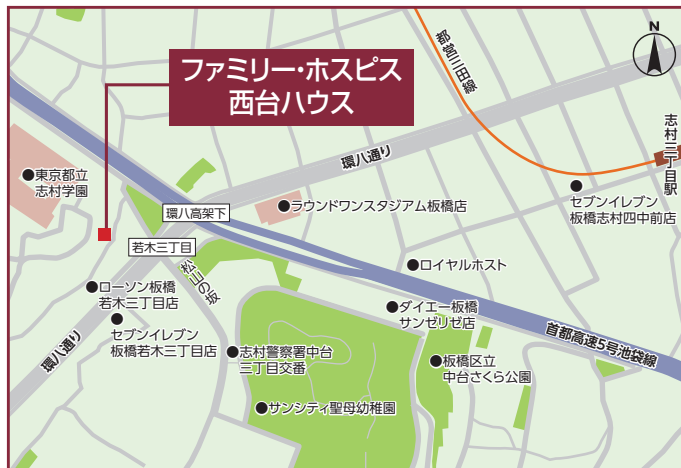 N
ファミリー・ホスピス
西台ハウス
都営三田線
志村三丁目駅
環八通り
東京都立
志村学園
セブンイレブン
板橋志村四中前店
ラウンドワンスタジアム板橋店
環八高架下
若木三丁目
松山の坂
ロイヤルホスト
ローソン板橋
若木三丁目店
ダイエー板橋
サンゼリゼ店
セブンイレブン
板橋若木三丁目店
首都高速5号池袋線
環八通り
志村警察署中台
三丁目交番
板橋区立
中台さくら公園
サンシティ聖母幼稚園